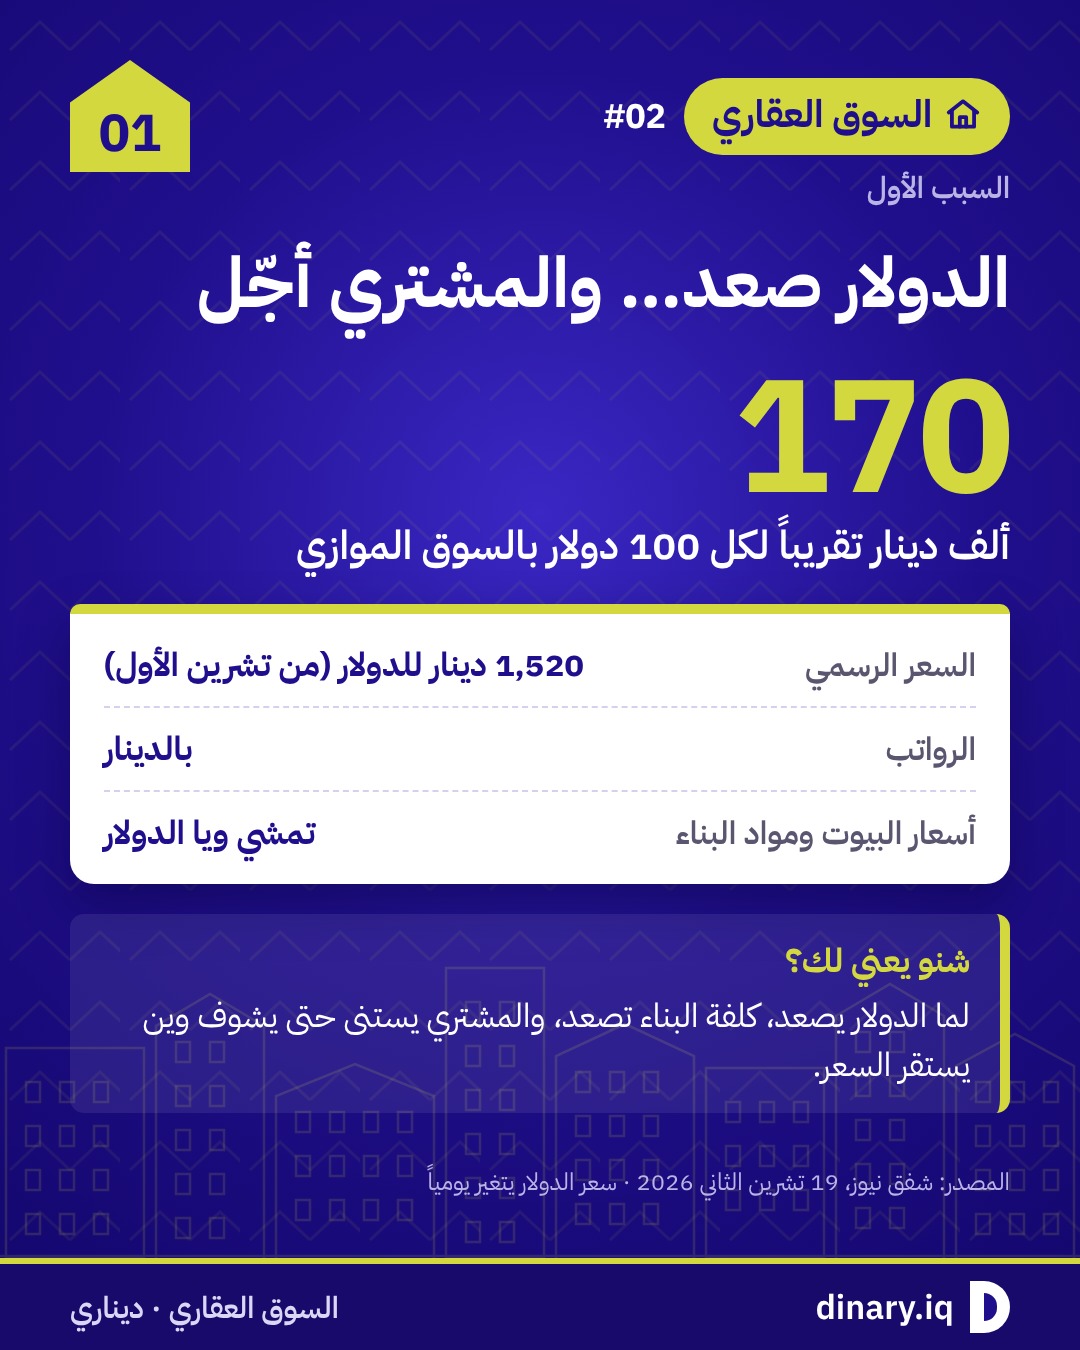 السوق العقاري
#02
01
السبب الأول
الدولار صعد... والمشتري أجّل
170
ألف دينار تقريباً لكل 100 دولار بالسوق الموازي
السعر الرسمي 1,520 دينار للدولار (من تشرين الأول)
الرواتب بالدينار
أسعار البيوت ومواد البناء تمشي ويا الدولار
شنو يعني لك؟
لما الدولار يصعد، كلفة البناء تصعد، والمشتري يستنى حتى يشوف وين
يستقر السعر.
المصدر: شفق نيوز، 19 تشرين الثاني 2026 · سعر الدولار يتغير يومياً
dinary.iq
السوق العقاري · ديناري